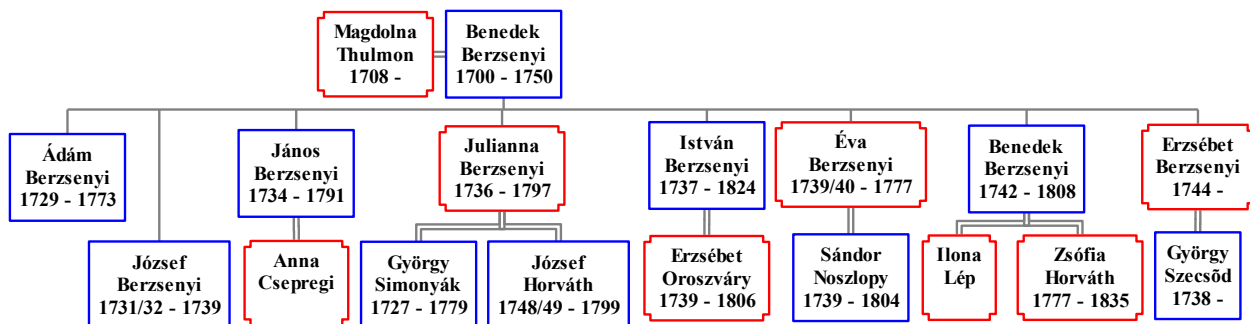 Magdolna
Thulmon
1708 -
Benedek
Berzsenyi
1700 - 1750
Ádám
Berzsenyi
1729 - 1773
József
Berzsenyi
1731/32 - 1739
János
Berzsenyi
1734 - 1791
Anna
Csepregi
Julianna
Berzsenyi
1736 - 1797
György
Simonyák
1727 - 1779
József
Horváth
1748/49 - 1799
István
Berzsenyi
1737 - 1824
Erzsébet
Oroszváry
1739 - 1806
Éva
Berzsenyi
1739/40 - 1777
Sándor
Noszlopy
1739 - 1804
Benedek
Berzsenyi
1742 - 1808
Ilona
Lép
Zsófia
Horváth
1777 - 1835
Erzsébet
Berzsenyi
1744 -
György
Szecsõd
1738 -